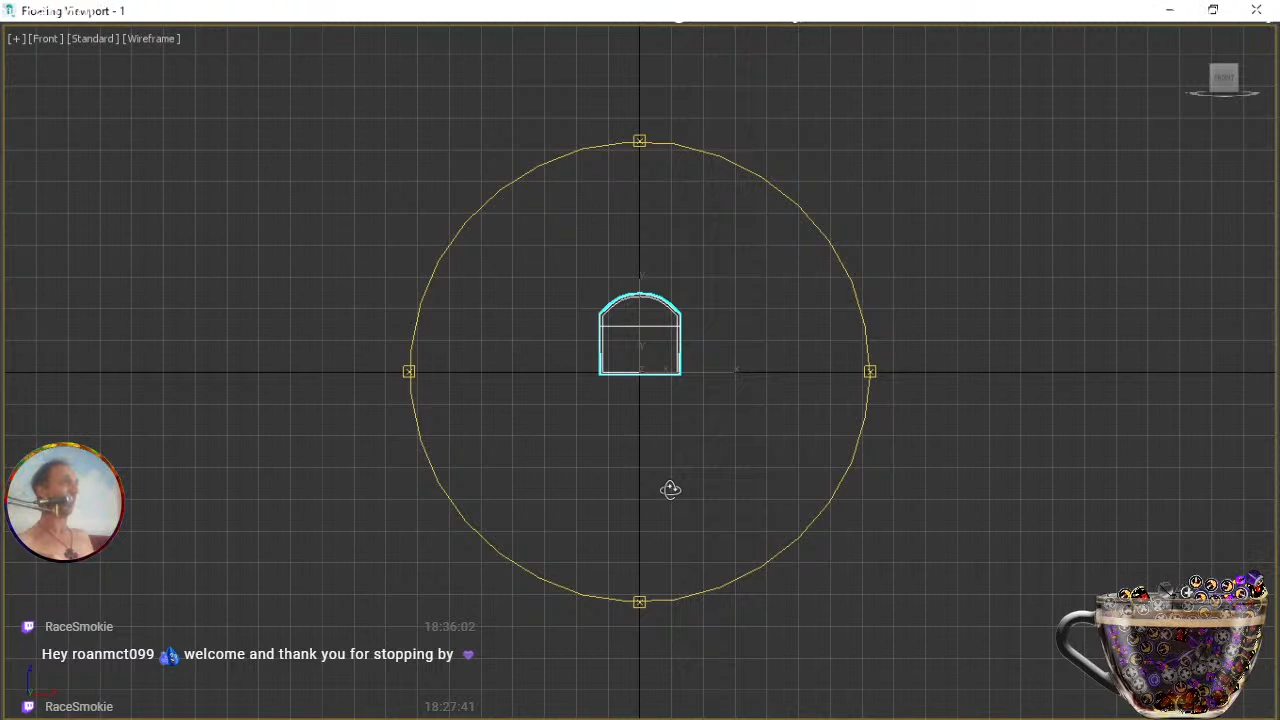 Floating Viewport - 1
[+] [Front] [Standard] [Wireframe]
FRONT
RaceSmokie 18:36:02
Hey roanmct099 welcome and thank you for stopping by
RaceSmokie 18:27:41